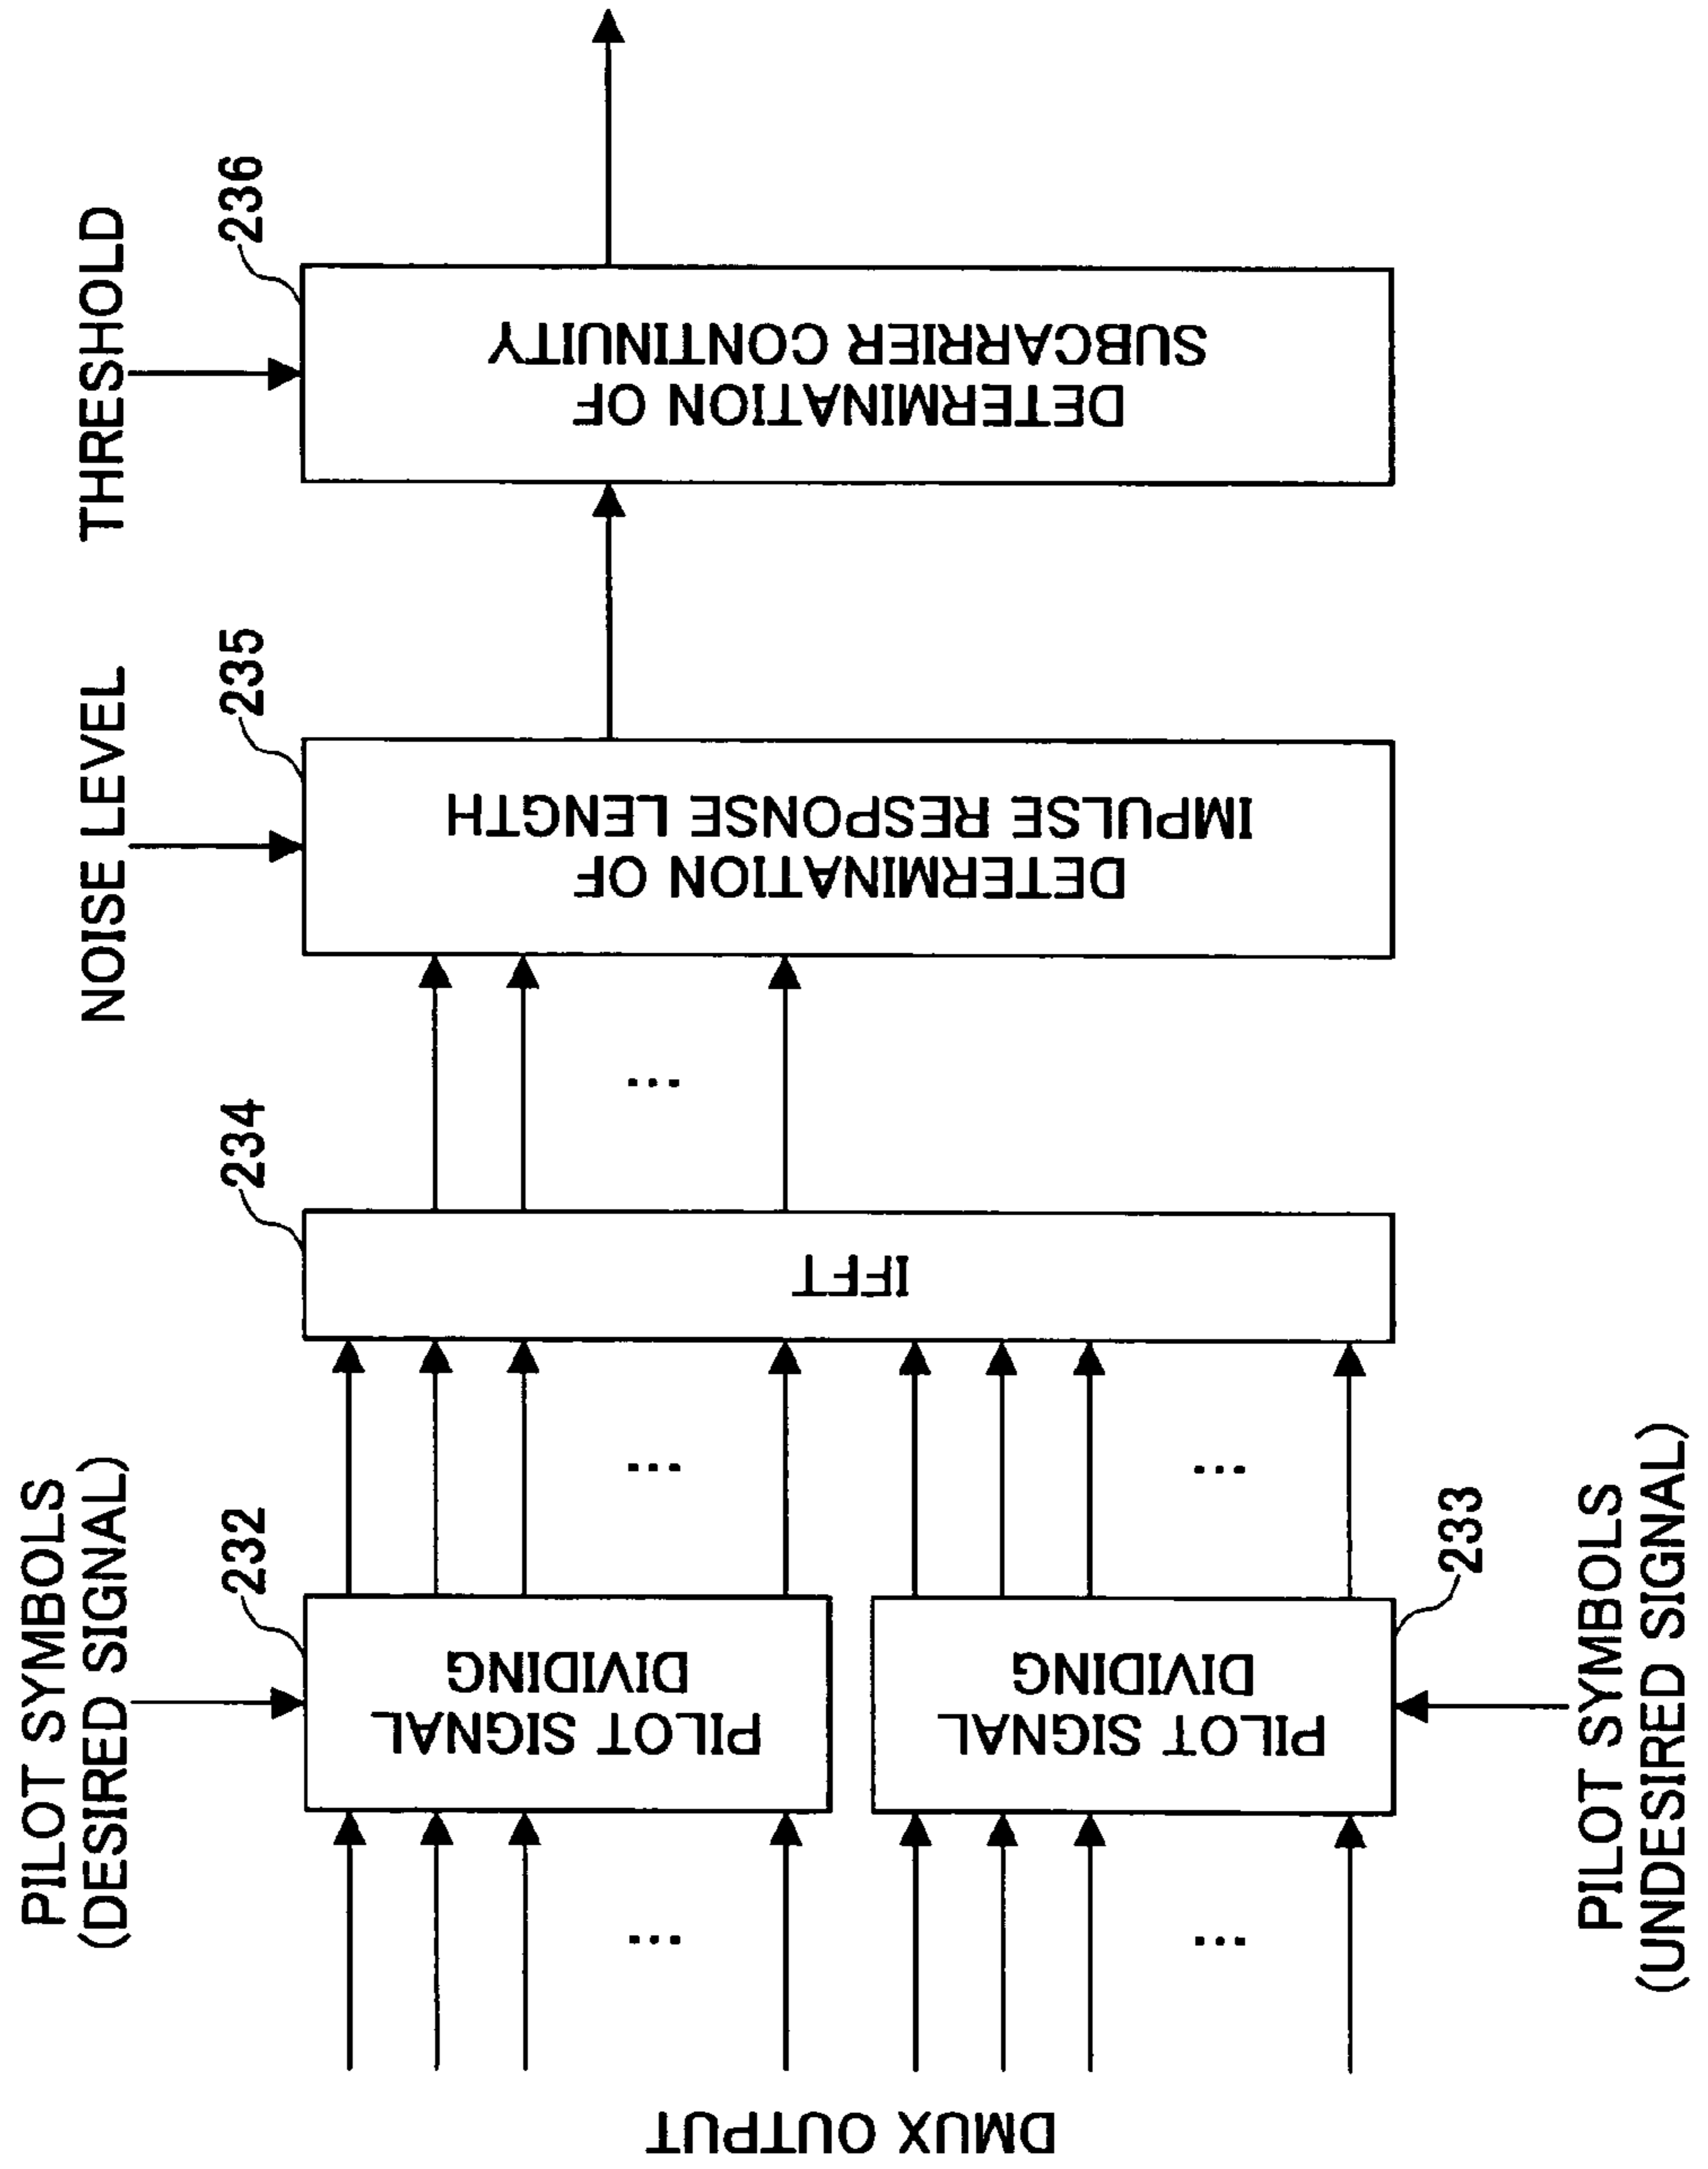 PILOT SYMBOLS
(DESIRED SIGNAL)
NOISE LEVEL
THRESHOLD
232
234
235
236
DMUX OUTPUT
PILOT SIGNAL
DIVIDING
PILOT SIGNAL
DIVIDING
IFFT
DETERMINATION OF
IMPULSE RESPONSE LENGTH
DETERMINATION OF
SUBCARRIER CONTINUITY
...
...
...
...
...
233
PILOT SYMBOLS
(UNDESIRED SIGNAL)